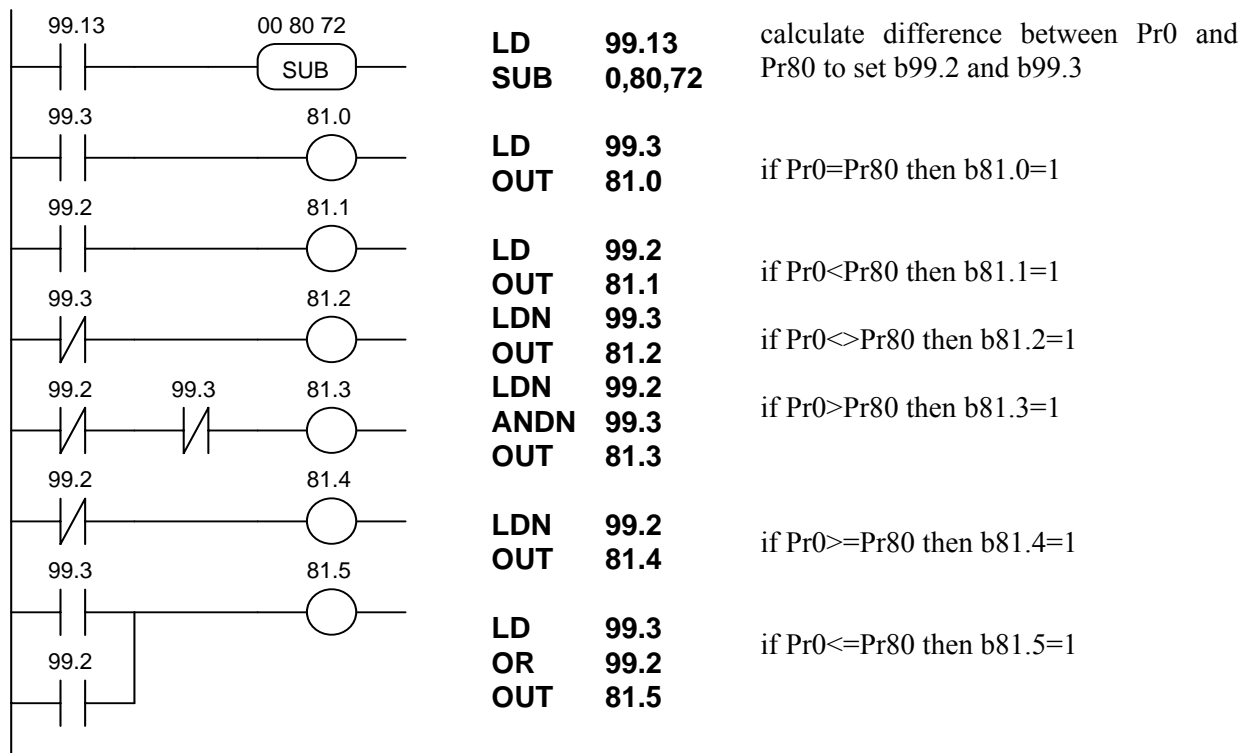 99.13 00 80 72
SUB
99.3 81.0
99.2 81.1
99.3 81.2
99.2 99.3 81.3
99.2 81.4
99.3 81.5
99.2
LD 99.13
SUB 0,80,72
LD 99.3
OUT 81.0
LD 99.2
OUT 81.1
LDN 99.3
OUT 81.2
LDN 99.2
ANDN 99.3
OUT 81.3
LDN 99.2
OUT 81.4
LD 99.3
OR 99.2
OUT 81.5
calculate difference between Pr0 and
Pr80 to set b99.2 and b99.3
if Pr0=Pr80 then b81.0=1
if Pr0<Pr80 then b81.1=1
if Pr0<>Pr80 then b81.2=1
if Pr0>Pr80 then b81.3=1
if Pr0>=Pr80 then b81.4=1
if Pr0<=Pr80 then b81.5=1